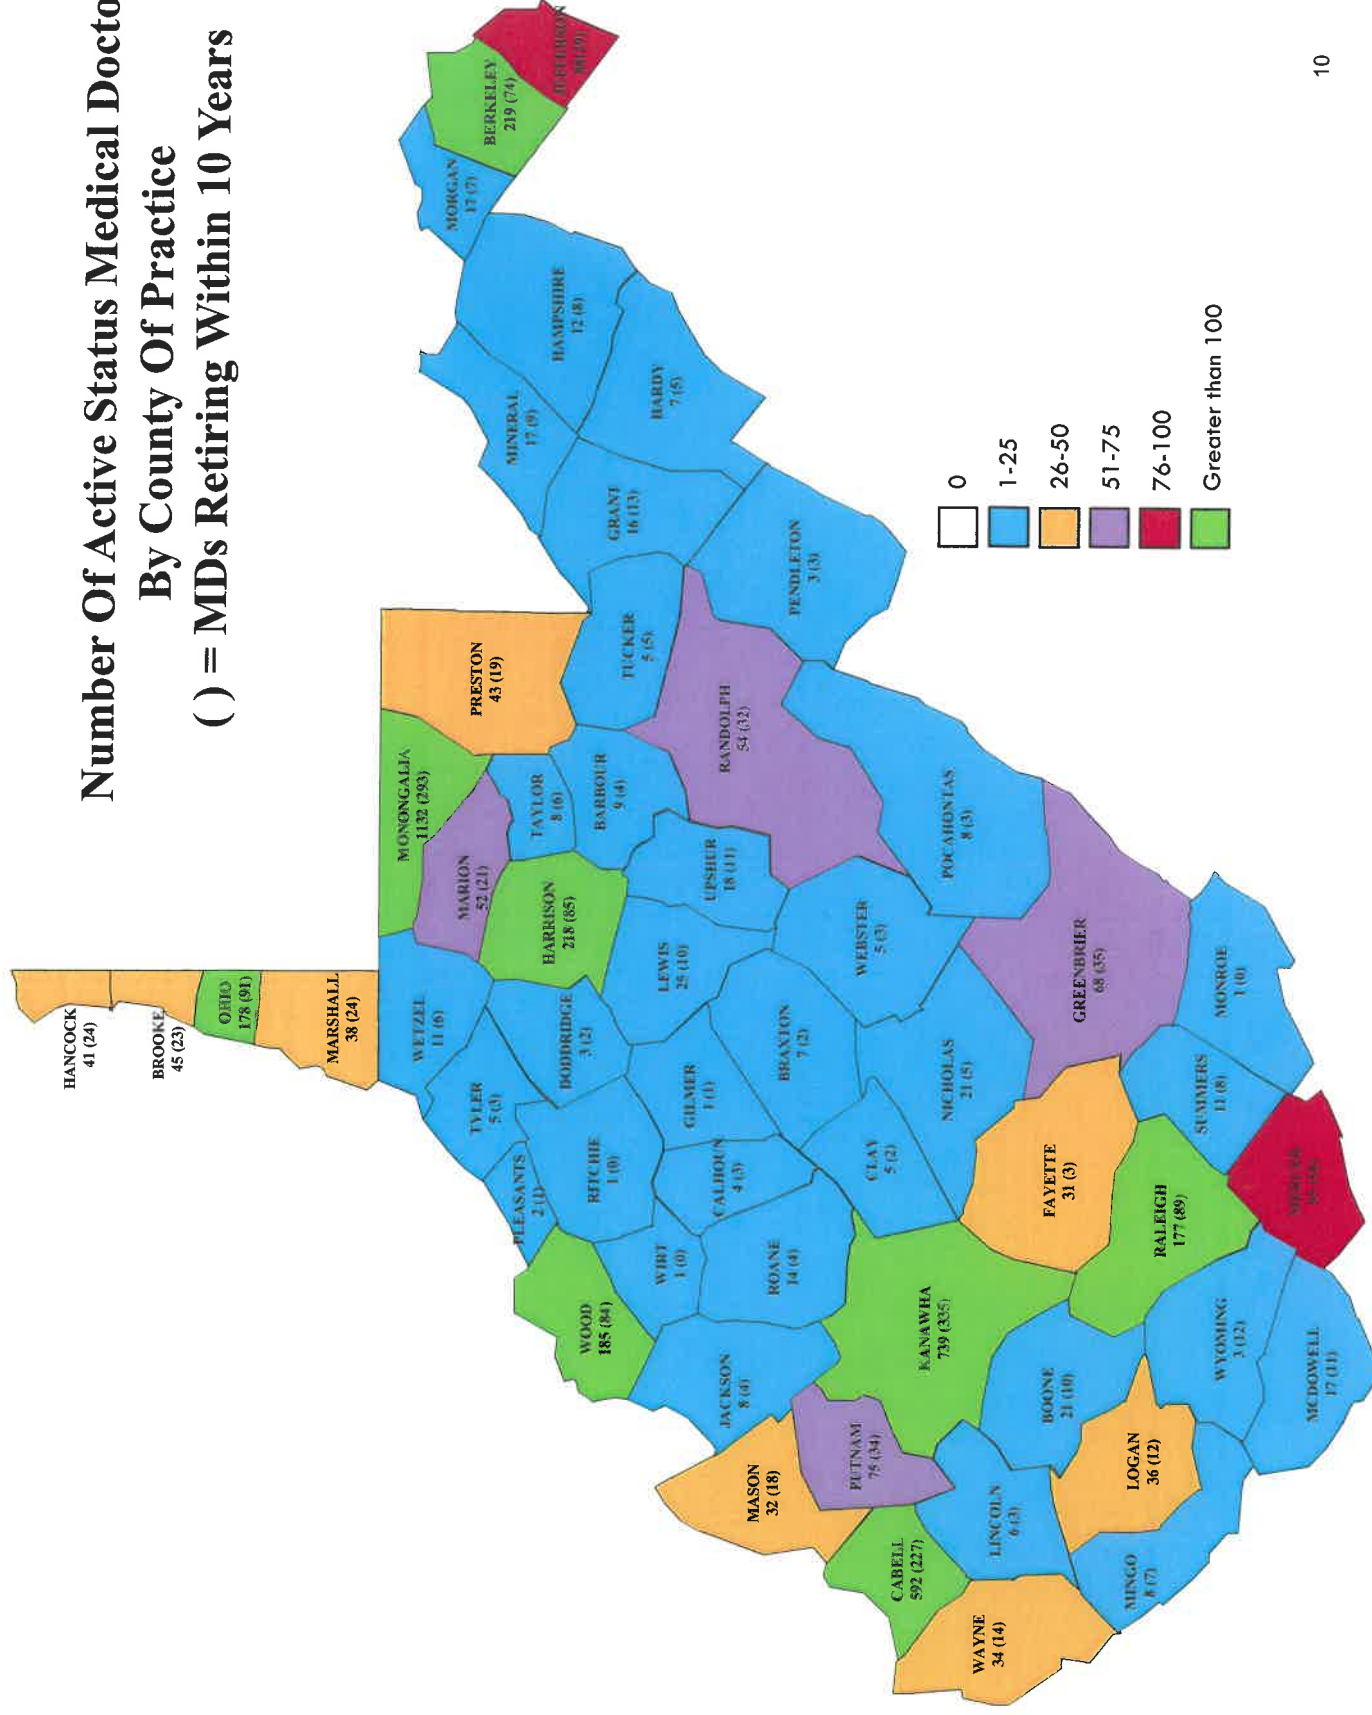 Number Of Active Status Medical Docto
By County Of Practice
( ) = MDs Retiring Within 10 Years
HANCOCK
41 (24)
BROOKE
45 (23)
OHIO
178 (91)
MARSHALL
38 (24)
WETZEL
11 (6)
MONONGALIA
1132 (293)
MARION
52 (21)
PRESTON
43 (19)
TAYLOR
8 (6)
HARRISON
218 (85)
BARBOUR
9 (4)
TUCKER
5 (5)
GRANT
16 (13)
MINERAL
17 (9)
HAMPSHIRE
12 (8)
HARDY
7 (5)
MORGAN
17 (7)
BERKELEY
219 (74)
JEFFERSON
PENDLETON
3 (3)
RANDOLPH
54 (32)
UPSHUR
18 (11)
LEWIS
25 (10)
DODDRIDGE
3 (2)
TYLER
5 (3)
PLEASANTS
2 (1)
RITCHIE
1 (0)
WOOD
185 (84)
WIRT
1 (0)
CALHOUN
4 (3)
GILMER
1 (1)
BRAXTON
7 (2)
WEBSTER
5 (3)
POCAHONTAS
8 (3)
GREENBRIER
68 (35)
NICHOLAS
21 (5)
CLAY
5 (2)
ROANE
14 (4)
JACKSON
8 (4)
MASON
32 (18)
PUTNAM
75 (34)
KANAWHA
739 (335)
CABELL
592 (227)
WAYNE
34 (14)
LINCOLN
6 (3)
BOONE
21 (10)
LOGAN
36 (12)
MINGO
8 (7)
FAYETTE
31 (3)
RALEIGH
177 (89)
SUMMERS
11 (8)
MONROE
1 (0)
WYOMING
3 (12)
MCDOWELL
17 (11)
MERCER
0
1-25
26-50
51-75
76-100
Greater than 100
10